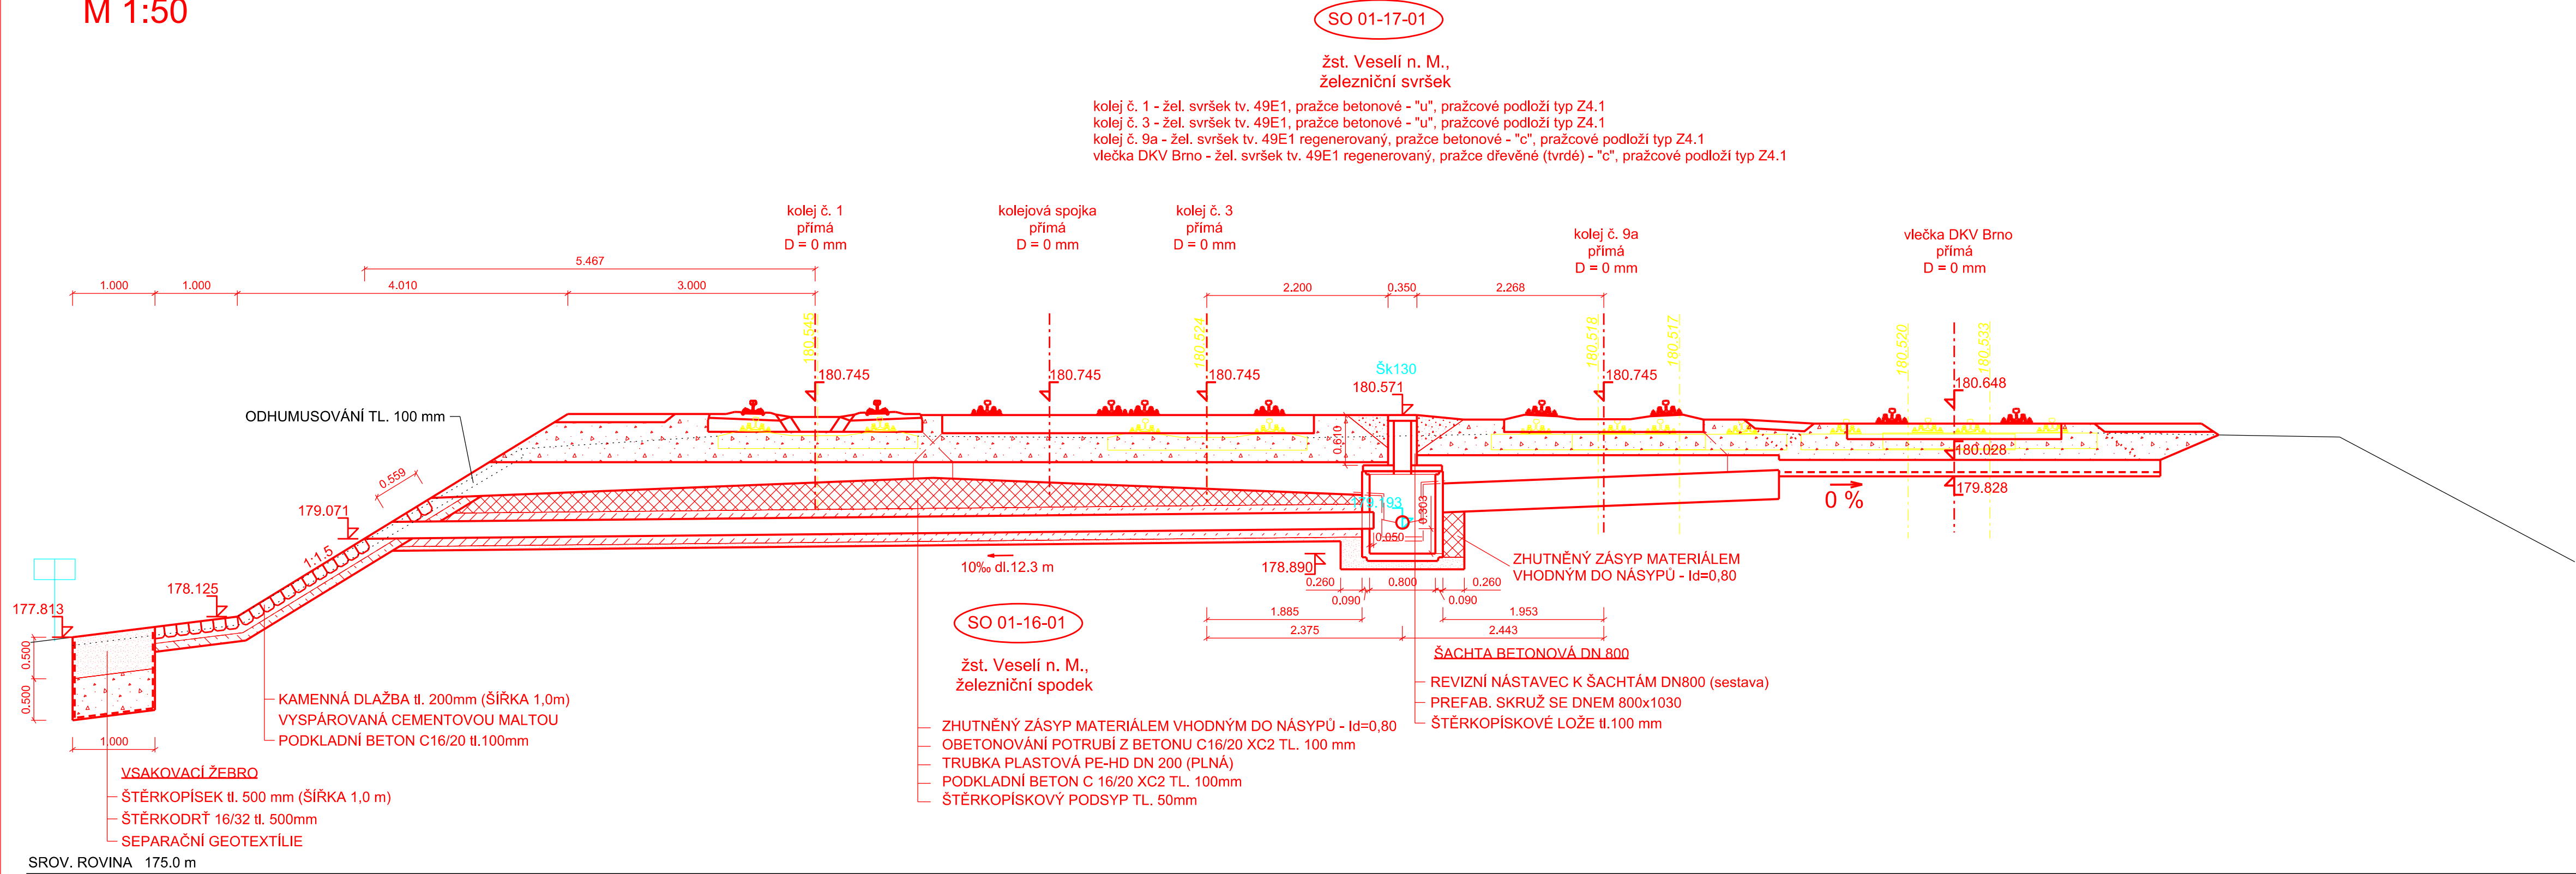 M 1:50
SO 01-17-01
žst. Veselí n. M.,
železniční svršek
kolej č. 1 - žel. svršek tv. 49E1, pražce betonové - "u", pražcové podloží typ Z4.1
kolej č. 3 - žel. svršek tv. 49E1, pražce betonové - "u", pražcové podloží typ Z4.1
kolej č. 9a - žel. svršek tv. 49E1 regenerovaný, pražce betonové - "c", pražcové podloží typ Z4.1
vlečka DKV Brno - žel. svršek tv. 49E1 regenerovaný, pražce dřevěné (tvrdé) - "c", pražcové podloží typ Z4.1
kolej č. 1
přímá
D = 0 mm
kolejová spojka
přímá
D = 0 mm
kolej č. 3
přímá
D = 0 mm
kolej č. 9a
přímá
D = 0 mm
vlečka DKV Brno
přímá
D = 0 mm
5.467
1.000
1.000
4.010
3.000
2.200
0.350
2.268
180.545
180.524
180.518
180.517
180.520
180.533
180.745
180.745
180.745
Šk130
180.571
180.745
180.648
ODHUMUSOVÁNÍ TL. 100 mm
0.610
180.028
179.828
0 %
0.559
179.071
1:1.5
179.193
0.303
0.050
10‰ dl.12.3 m
178.890
ZHUTNĚNÝ ZÁSYP MATERIÁLEM
VHODNÝM DO NÁSYPŮ - Id=0,80
178.125
177.813
0.260
0.800
0.260
0.090
0.090
1.885
1.953
2.375
2.443
0.500
0.500
1.000
SO 01-16-01
žst. Veselí n. M.,
železniční spodek
ŠACHTA BETONOVÁ DN 800
REVIZNÍ NÁSTAVEC K ŠACHTÁM DN800 (sestava)
PREFAB. SKRUŽ SE DNEM 800x1030
ŠTĚRKOPÍSKOVÉ LOŽE tl.100 mm
KAMENNÁ DLAŽBA tl. 200mm (ŠÍŘKA 1,0m)
VYSPÁROVANÁ CEMENTOVOU MALTOU
PODKLADNÍ BETON C16/20 tl.100mm
ZHUTNĚNÝ ZÁSYP MATERIÁLEM VHODNÝM DO NÁSYPŮ - Id=0,80
OBETONOVÁNÍ POTRUBÍ Z BETONU C16/20 XC2 TL. 100 mm
TRUBKA PLASTOVÁ PE-HD DN 200 (PLNÁ)
PODKLADNÍ BETON C 16/20 XC2 TL. 100mm
ŠTĚRKOPÍSKOVÝ PODSYP TL. 50mm
VSAKOVACÍ ŽEBRO
ŠTĚRKOPÍSEK tl. 500 mm (ŠÍŘKA 1,0 m)
ŠTĚRKODRŤ 16/32 tl. 500mm
SEPARAČNÍ GEOTEXTÍLIE
SROV. ROVINA 175.0 m